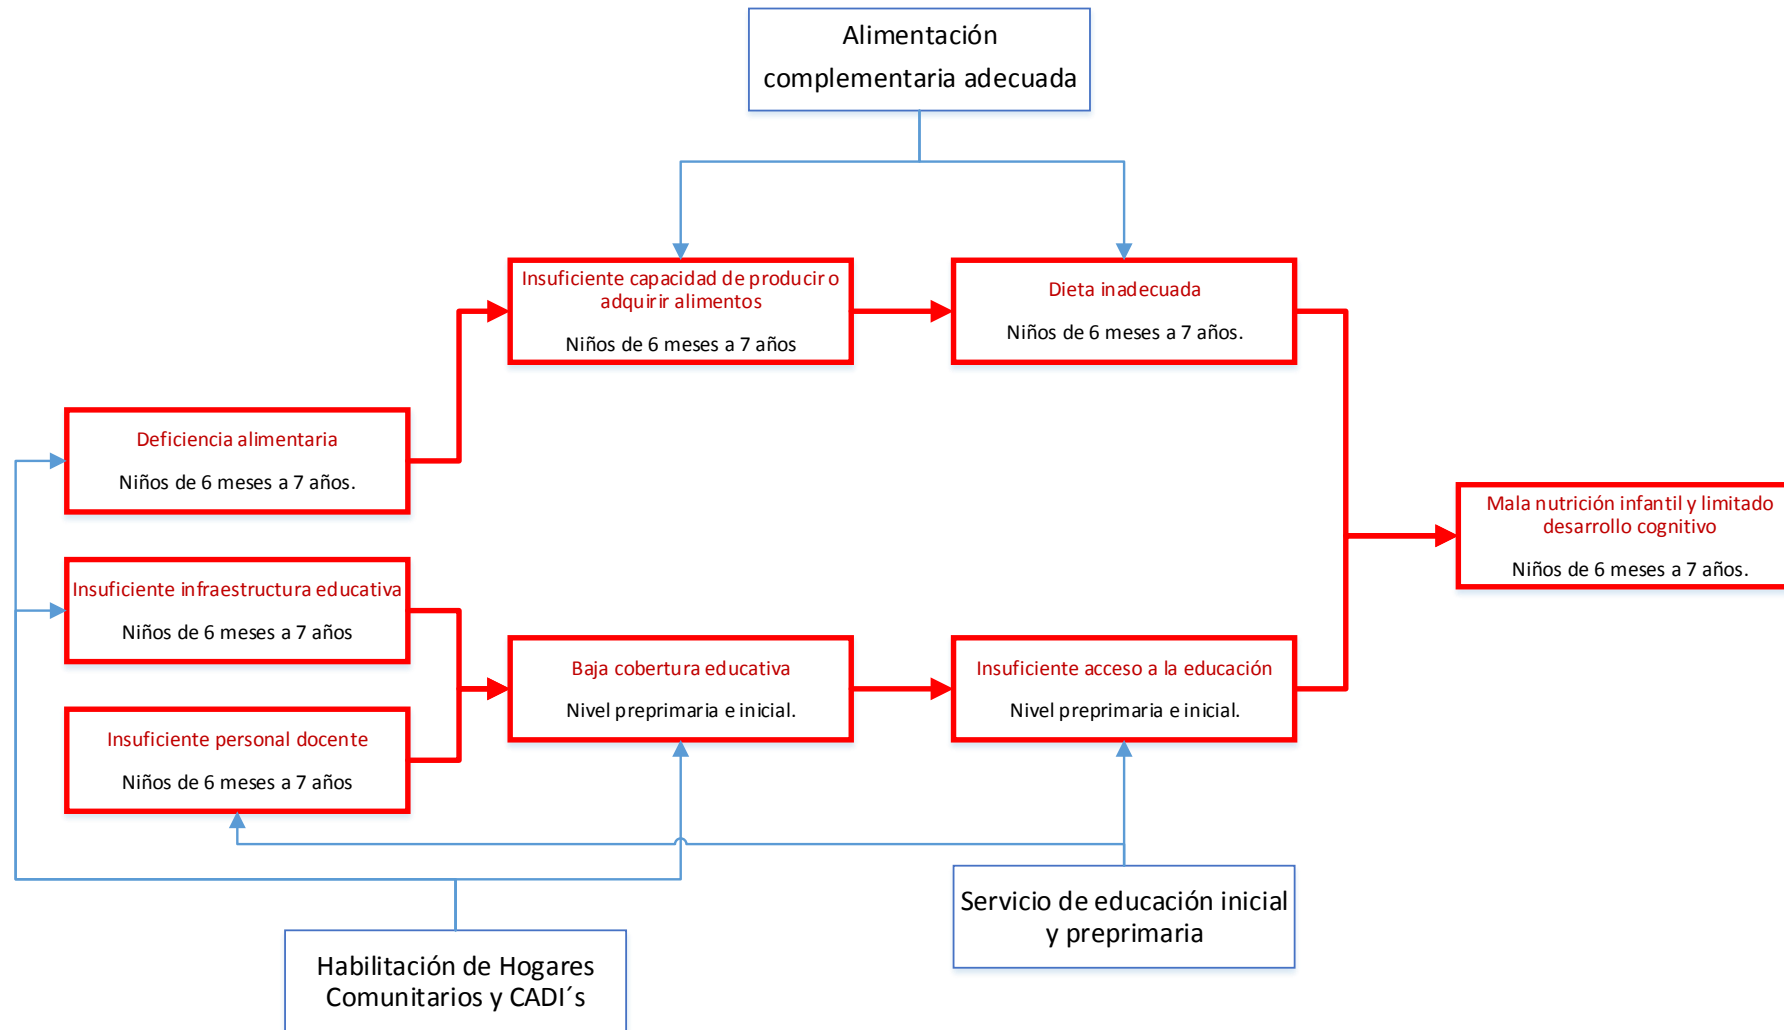 Alimentación
complementaria adecuada
Insuficiente capacidad de producir o
adquirir alimentos
Niños de 6 meses a 7 años
Dieta inadecuada
Niños de 6 meses a 7 años.
Deficiencia alimentaria
Niños de 6 meses a 7 años.
Mala nutrición infantil y limitado
desarrollo cognitivo
Niños de 6 meses a 7 años.
Insuficiente infraestructura educativa
Niños de 6 meses a 7 años
Baja cobertura educativa
Nivel preprimaria e inicial.
Insuficiente acceso a la educación
Nivel preprimaria e inicial.
Insuficiente personal docente
Niños de 6 meses a 7 años
Servicio de educación inicial
y preprimaria
Habilitación de Hogares
Comunitarios y CADI´s